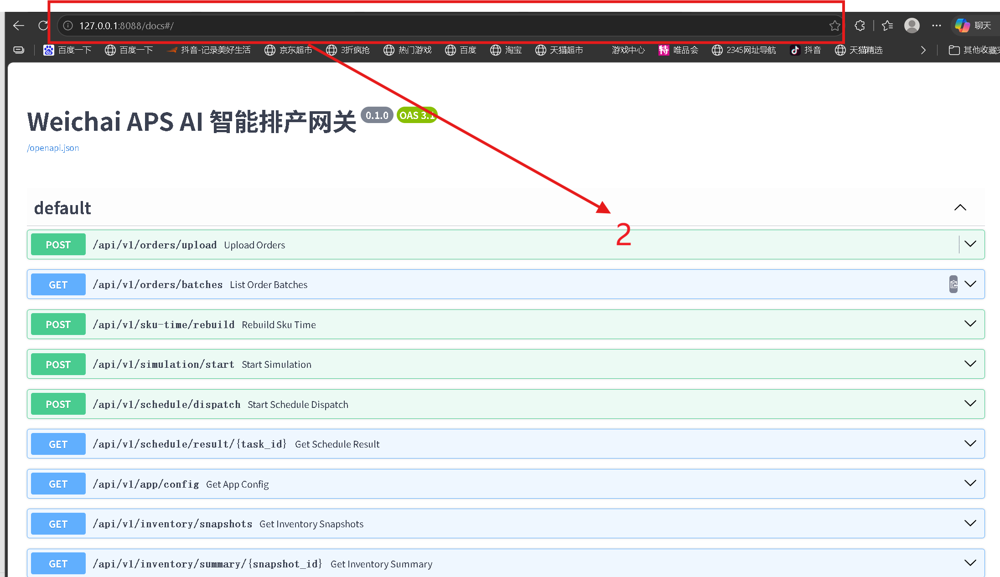 127.0.0.1:8088/docs#/
聊天
百度一下 百度一下 抖音-记录美好生活 京东超市 3折疯抢 热门游戏 百度 淘宝 天猫超市 游戏中心 特 唯品会 2345网址导航 抖音 天猫精选 其他收藏夹
Weichai APS AI 智能排产网关 0.1.0 OAS 3.1
/openapi.json
default
2
POST /api/v1/orders/upload Upload Orders
GET /api/v1/orders/batches List Order Batches
POST /api/v1/sku-time/rebuild Rebuild Sku Time
POST /api/v1/simulation/start Start Simulation
POST /api/v1/schedule/dispatch Start Schedule Dispatch
GET /api/v1/schedule/result/{task_id} Get Schedule Result
GET /api/v1/app/config Get App Config
GET /api/v1/inventory/snapshots Get Inventory Snapshots
GET /api/v1/inventory/summary/{snapshot_id} Get Inventory Summary